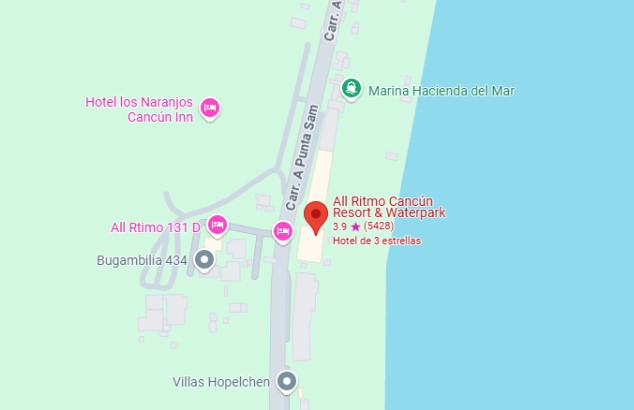 Carr. A
Marina Hacienda del Mar
Hotel los Naranjos
Cancún Inn
Carr. A Punta Sam
All Ritmo Cancún
Resort & Waterpark
3.9 ★ (5428)
Hotel de 3 estrellas
All Rtimo 131 D
Bugambilia 434
Villas Hopelchen